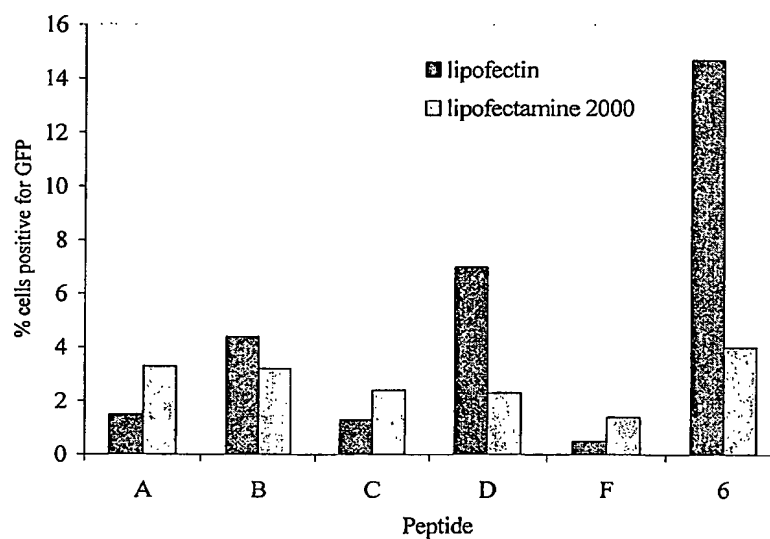 16
14
12
10
8
6
4
2
0
% cells positive for GFP
lipofectin
lipofectamine 2000
A B C D F 6
Peptide